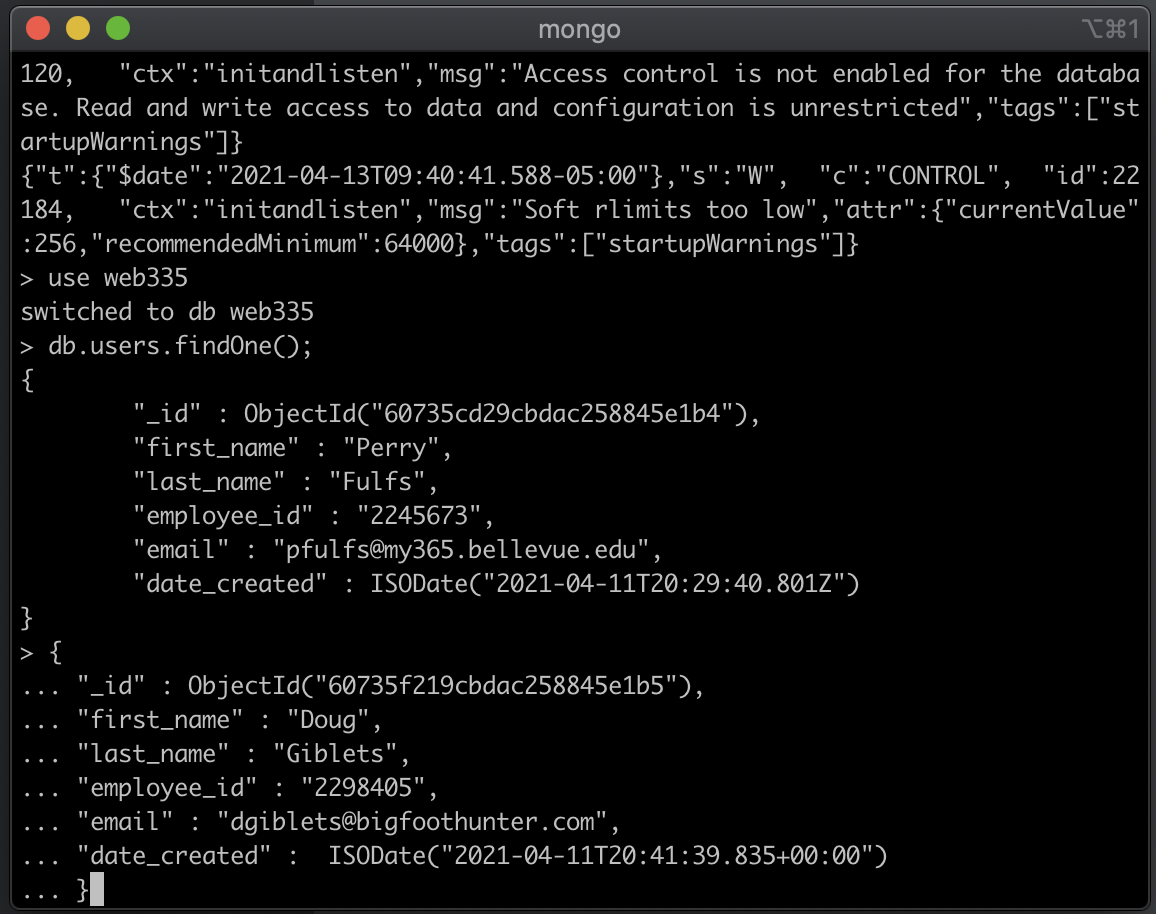 mongo
⌥⌘1
120,   "ctx":"initandlisten","msg":"Access control is not enabled for the databa
se. Read and write access to data and configuration is unrestricted","tags":["st
artupWarnings"]}
{"t":{"$date":"2021-04-13T09:40:41.588-05:00"},"s":"W",  "c":"CONTROL",  "id":22
184,   "ctx":"initandlisten","msg":"Soft rlimits too low","attr":{"currentValue"
:256,"recommendedMinimum":64000},"tags":["startupWarnings"]}
> use web335
switched to db web335
> db.users.findOne();
{
        "_id" : ObjectId("60735cd29cbdac258845e1b4"),
        "first_name" : "Perry",
        "last_name" : "Fulfs",
        "employee_id" : "2245673",
        "email" : "pfulfs@my365.bellevue.edu",
        "date_created" : ISODate("2021-04-11T20:29:40.801Z")
}
> {
... "_id" : ObjectId("60735f219cbdac258845e1b5"),
... "first_name" : "Doug",
... "last_name" : "Giblets",
... "employee_id" : "2298405",
... "email" : "dgiblets@bigfoothunter.com",
... "date_created" :  ISODate("2021-04-11T20:41:39.835+00:00")
... }